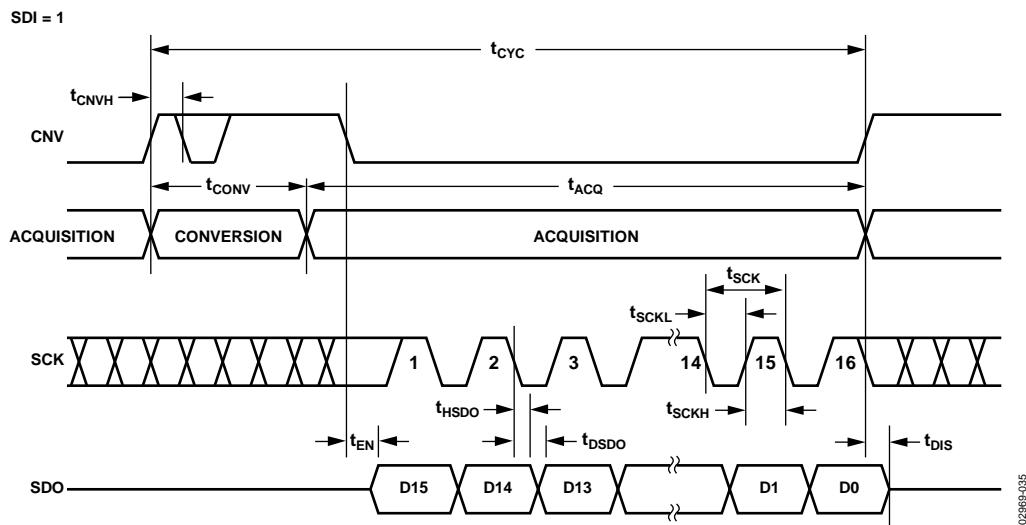 SDI = 1
tCYC
tCNVH
CNV
tCONV
tACQ
ACQUISITION
CONVERSION
ACQUISITION
tSCK
tSCKL
SCK
1
2
3
14
15
16
tHSDO
tSCKH
tEN
tDSDO
tDIS
SDO
D15
D14
D13
D1
D0
02969-035